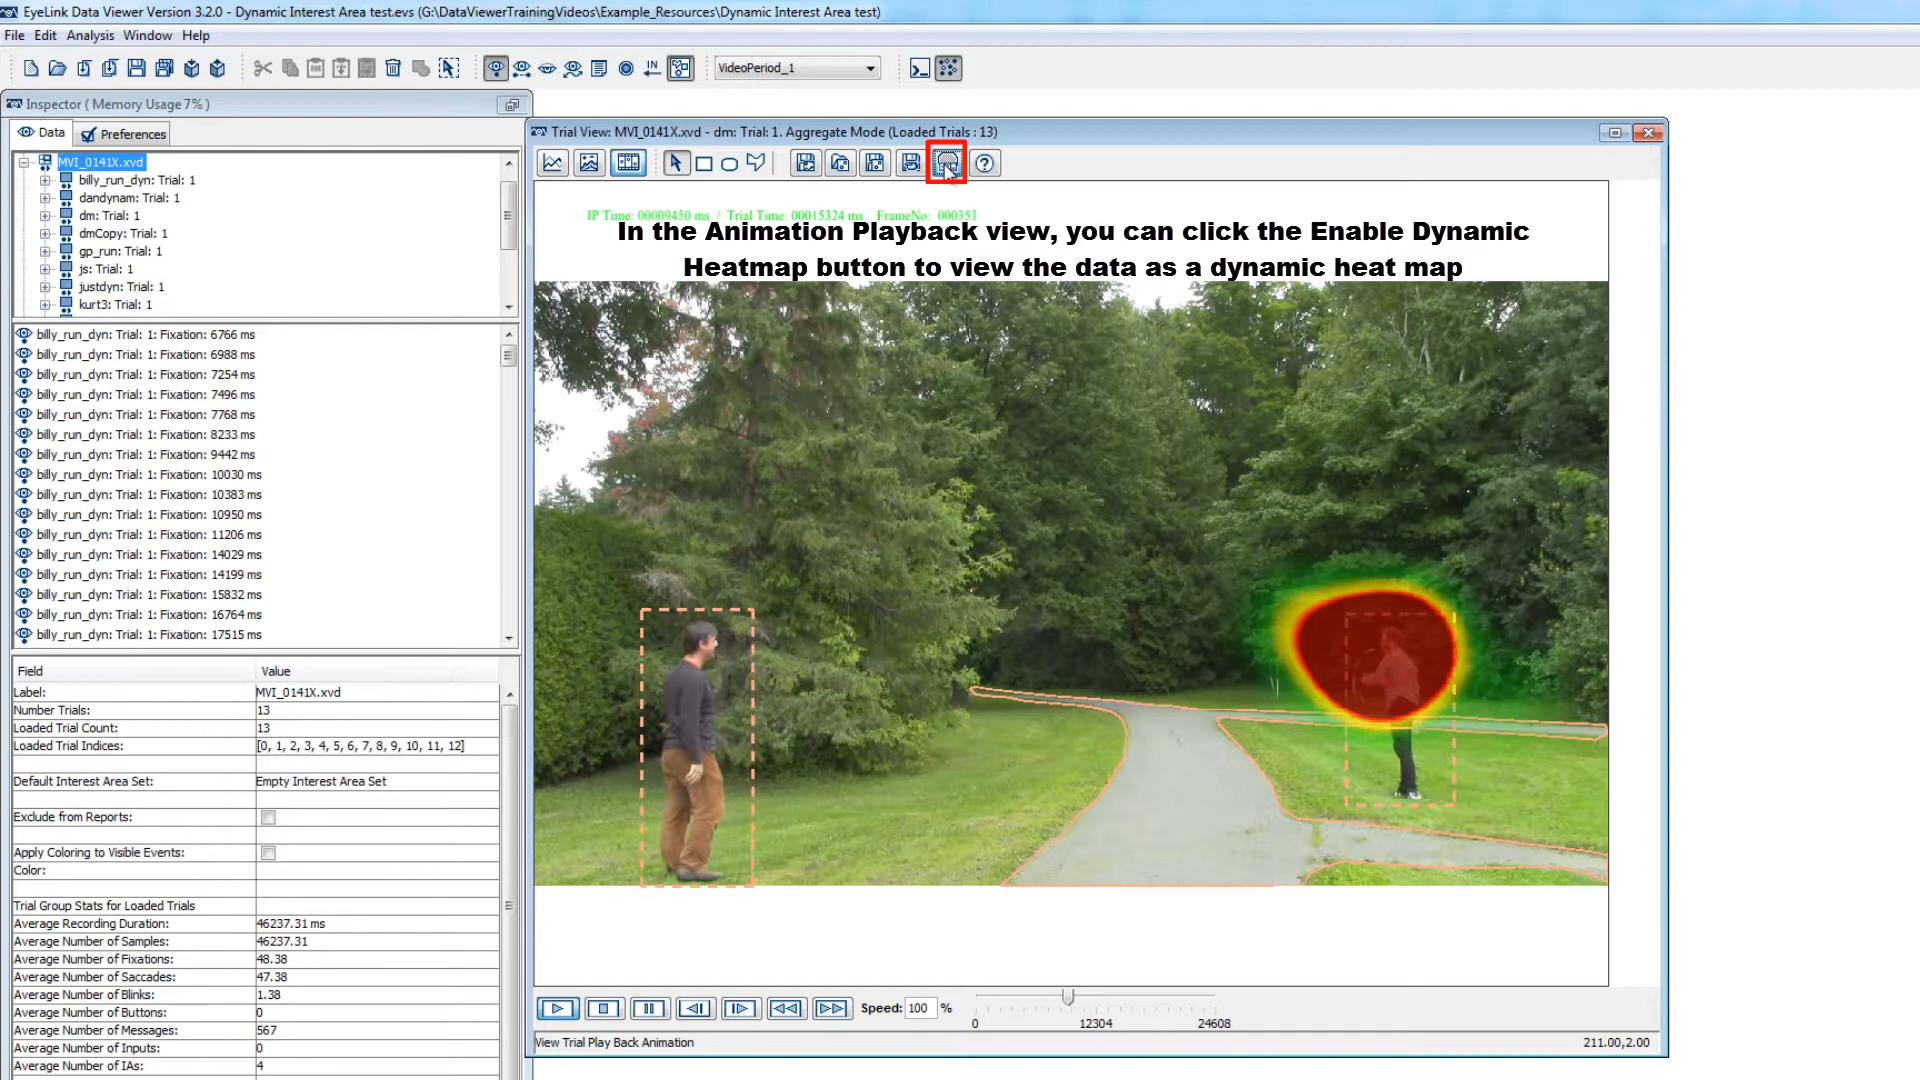 EyeLink Data Viewer Version 3.2.0 - Dynamic Interest Area test.evs (G:\DataViewerTrainingVideos\Example_Resources\Dynamic Interest Area test)
File Edit Analysis Window Help
IN
VideoPeriod_1
Inspector ( Memory Usage 7% )
Data Preferences
MVI_0141X.xvd
billy_run_dyn: Trial: 1
dandynam: Trial: 1
dm: Trial: 1
dmCopy: Trial: 1
gp_run: Trial: 1
js: Trial: 1
justdyn: Trial: 1
kurt3: Trial: 1
billy_run_dyn: Trial: 1: Fixation: 6766 ms
billy_run_dyn: Trial: 1: Fixation: 6988 ms
billy_run_dyn: Trial: 1: Fixation: 7254 ms
billy_run_dyn: Trial: 1: Fixation: 7496 ms
billy_run_dyn: Trial: 1: Fixation: 7768 ms
billy_run_dyn: Trial: 1: Fixation: 8233 ms
billy_run_dyn: Trial: 1: Fixation: 9442 ms
billy_run_dyn: Trial: 1: Fixation: 10030 ms
billy_run_dyn: Trial: 1: Fixation: 10383 ms
billy_run_dyn: Trial: 1: Fixation: 10950 ms
billy_run_dyn: Trial: 1: Fixation: 11206 ms
billy_run_dyn: Trial: 1: Fixation: 14029 ms
billy_run_dyn: Trial: 1: Fixation: 14199 ms
billy_run_dyn: Trial: 1: Fixation: 15832 ms
billy_run_dyn: Trial: 1: Fixation: 16764 ms
billy_run_dyn: Trial: 1: Fixation: 17515 ms
Field Value
Label: MVI_0141X.xvd
Number Trials: 13
Loaded Trial Count: 13
Loaded Trial Indices: [0, 1, 2, 3, 4, 5, 6, 7, 8, 9, 10, 11, 12]
Default Interest Area Set: Empty Interest Area Set
Exclude from Reports:
Apply Coloring to Visible Events:
Color:
Trial Group Stats for Loaded Trials
Average Recording Duration: 46237.31 ms
Average Number of Samples: 46237.31
Average Number of Fixations: 48.38
Average Number of Saccades: 47.38
Average Number of Blinks: 1.38
Average Number of Buttons: 0
Average Number of Messages: 567
Average Number of Inputs: 0
Average Number of IAs: 4
Trial View: MVI_0141X.xvd - dm: Trial: 1. Aggregate Mode (Loaded Trials : 13)
IP Time: 00009450 ms / Trial Time: 00015324 ms FrameNo: 000351
In the Animation Playback view, you can click the Enable Dynamic
Heatmap button to view the data as a dynamic heat map
Speed: 100 %
0 12304 24608
View Trial Play Back Animation 211.00,2.00